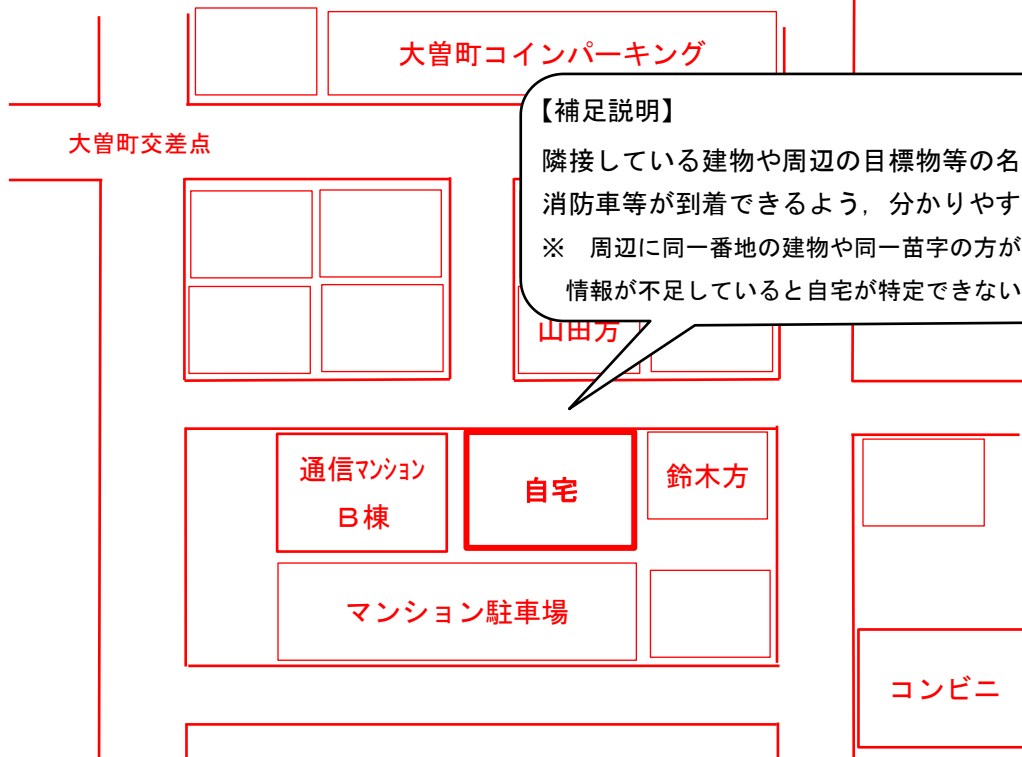 大曽町コインパーキング
大曽町交差点
【補足説明】
隣接している建物や周辺の目標物等の名
消防車等が到着できるよう，分かりやす
※　周辺に同一番地の建物や同一苗字の方が
情報が不足していると自宅が特定できない
山田方
通信ﾏﾝｼｮﾝ
Ｂ棟
自宅
鈴木方
マンション駐車場
コンビニ